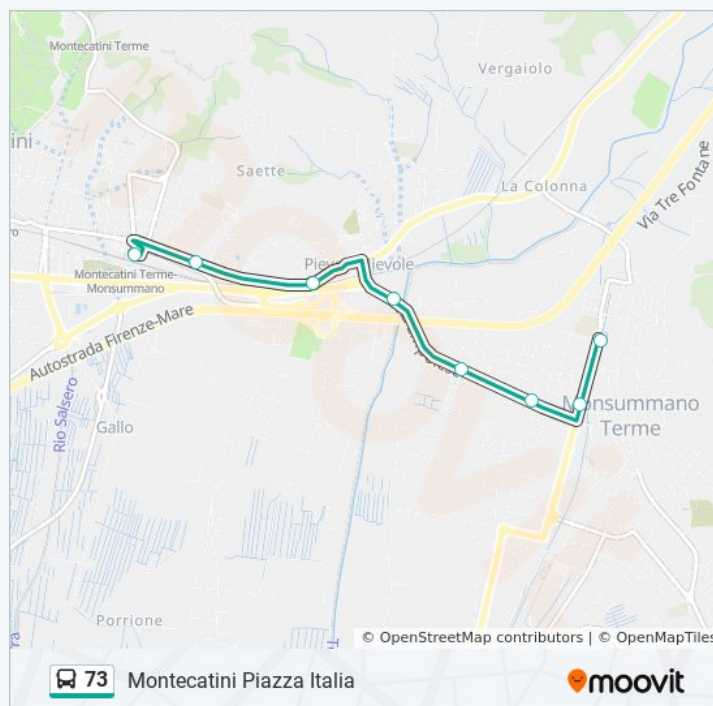 Montecatini Terme
Vergaiolo
ini
Saette
La Colonna
Via Tre Fontane
ro
Montecatini Terme-
Monsummano
Autostrada Firenze-Mare
Rio Salsero
Gallo
Monsummano
Terme
Porrione
© OpenStreetMap contributors | © OpenMapTiles
73 Montecatini Piazza Italia
moovit